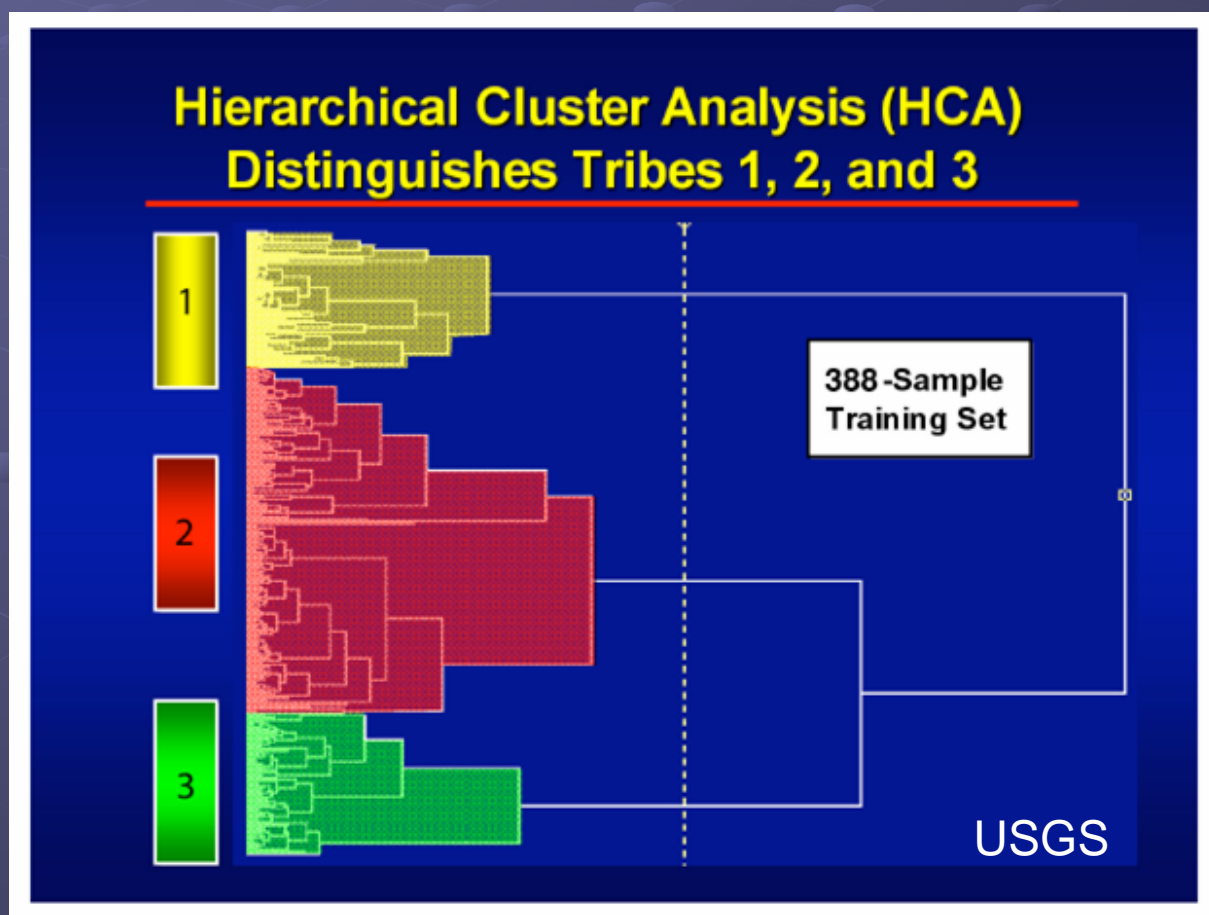 Hierarchical Cluster Analysis (HCA)
Distinguishes Tribes 1, 2, and 3
1
388-Sample
Training Set
2
3
USGS